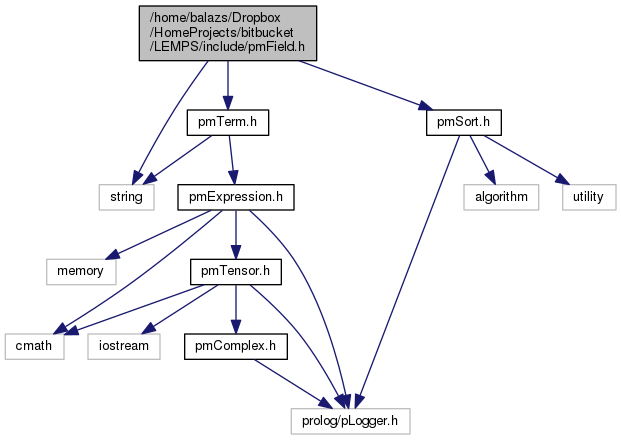 /home/balazs/Dropbox
/HomeProjects/bitbucket
/LEMPS/include/pmField.h
pmTerm.h
pmSort.h
string
pmExpression.h
algorithm
utility
memory
pmTensor.h
cmath
iostream
pmComplex.h
prolog/pLogger.h